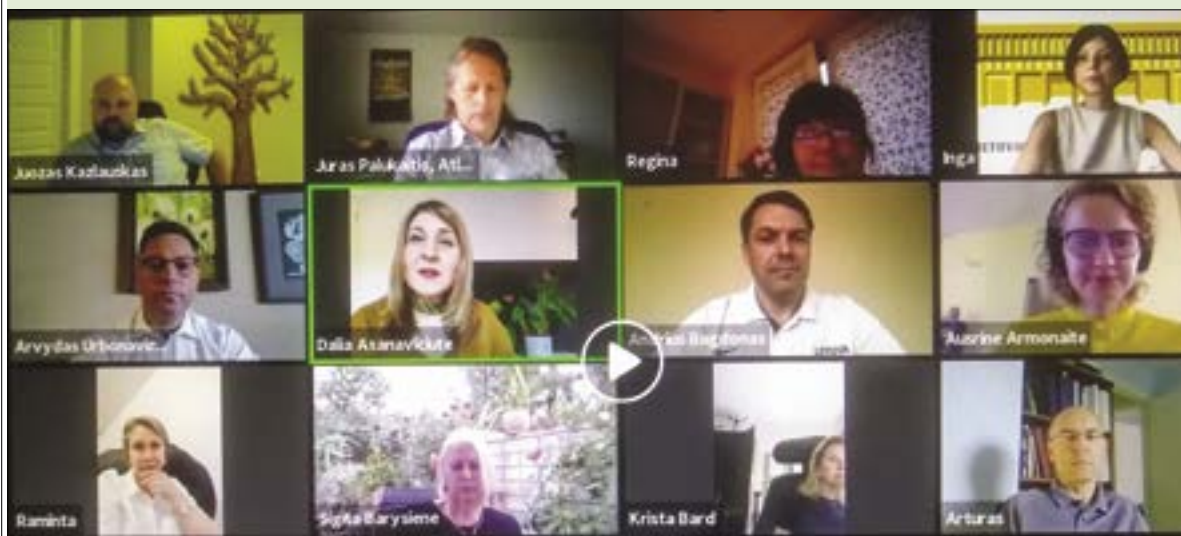 Juozas Kazlauskas
Juras Palukaitis, Atl...
Regina
Inga
Arvydas Urbonavic...
Dalia Asanaviciute
Andrius Bagdonas
Ausrine Armonaite
Raminta
Sigita Barysiene
Krista Bard
Arturas